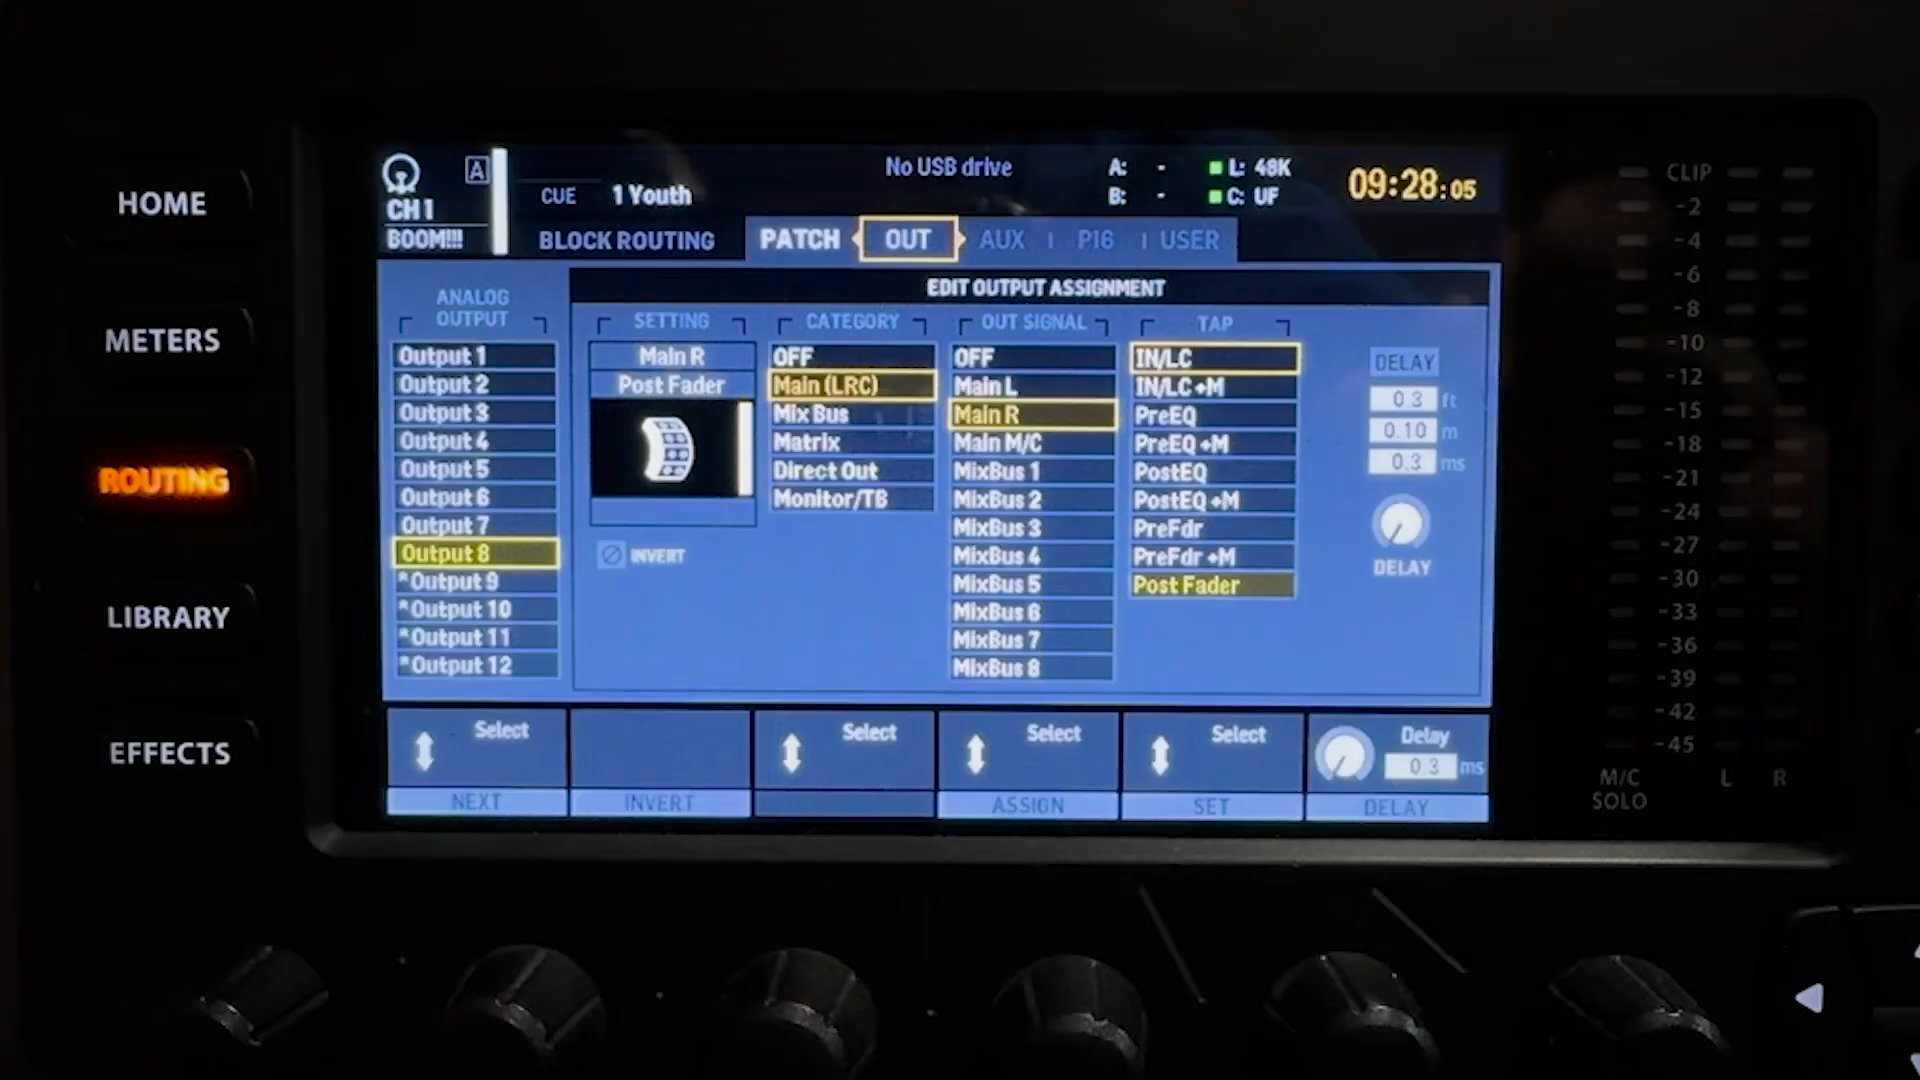 HOME
METERS
ROUTING
LIBRARY
EFFECTS
CH1
A
BOOM!!!
CUE
1 Youth
No USB drive
A: -
B: -
L: 48K
C: UF
09:28:05
BLOCK ROUTING
PATCH
OUT
AUX
P16
USER
EDIT OUTPUT ASSIGNMENT
ANALOG
OUTPUT
Output 1
Output 2
Output 3
Output 4
Output 5
Output 6
Output 7
Output 8
*Output 9
*Output 10
*Output 11
*Output 12
SETTING
Main R
Post Fader
INVERT
CATEGORY
OFF
Main (LRC)
Mix Bus
Matrix
Direct Out
Monitor/TB
OUT SIGNAL
OFF
Main L
Main R
Main M/C
MixBus 1
MixBus 2
MixBus 3
MixBus 4
MixBus 5
MixBus 6
MixBus 7
MixBus 8
TAP
IN/LC
IN/LC +M
PreEQ
PreEQ +M
PostEQ
PostEQ +M
PreFdr
PreFdr +M
Post Fader
DELAY
0.3 ft
0.10 m
0.3 ms
DELAY
Select
NEXT
INVERT
Select
Select
ASSIGN
Select
SET
Delay
0.3 ms
DELAY
CLIP
-2
-4
-6
-8
-10
-12
-15
-18
-21
-24
-27
-30
-33
-36
-39
-42
-45
M/C
SOLO
L
R